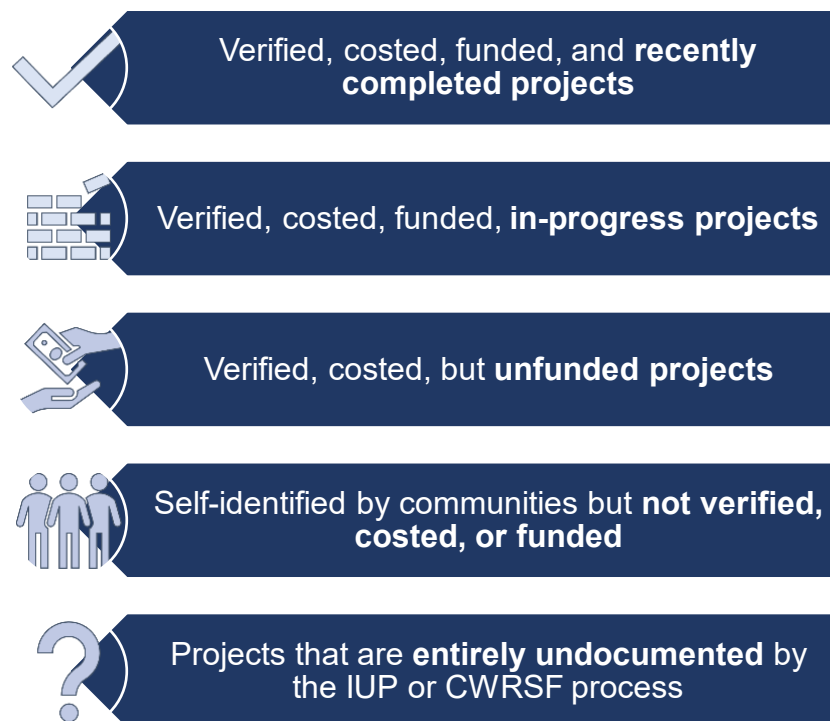 Verified, costed, funded, and recently
completed projects
Verified, costed, funded, in-progress projects
Verified, costed, but unfunded projects
Self-identified by communities but not verified,
costed, or funded
Projects that are entirely undocumented by
the IUP or CWRSF process